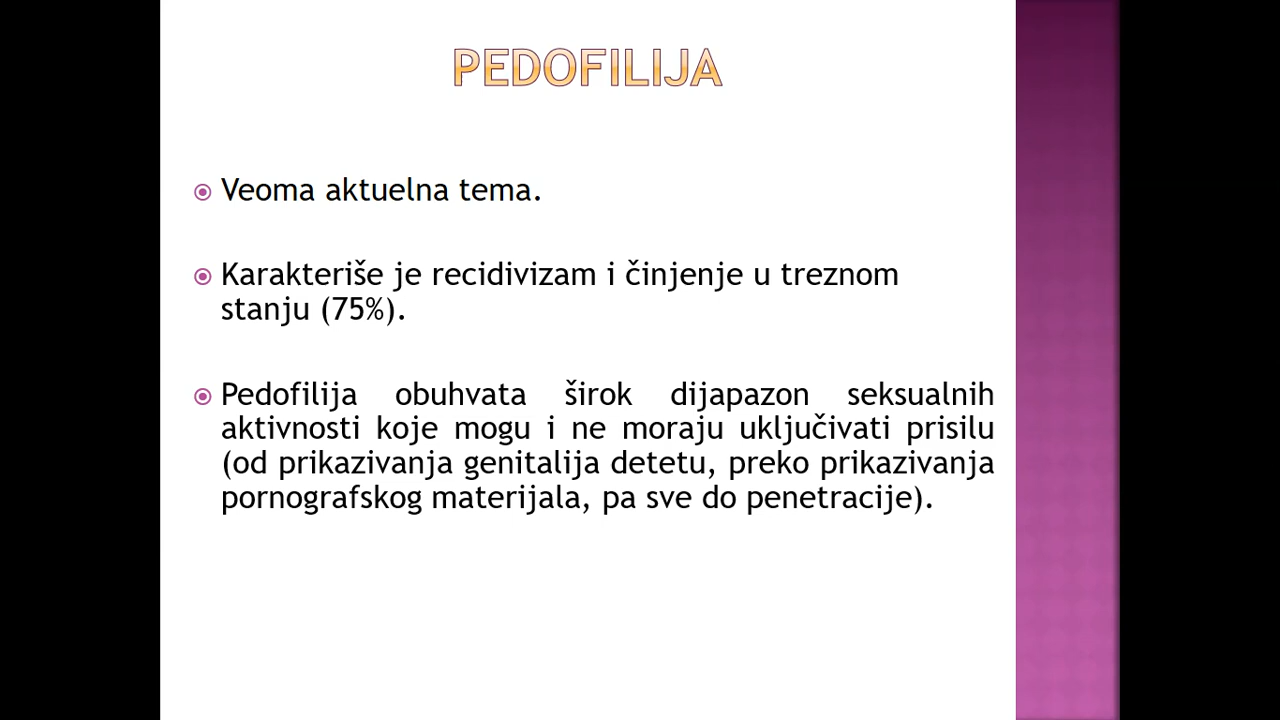 PEDOFILIJA
Veoma aktuelna tema.
Karakteriše je recidivizam i činjenje u treznom
stanju (75%).
Pedofilija obuhvata širok dijapazon seksualnih
aktivnosti koje mogu i ne moraju uključivati prisilu
(od prikazivanja genitalija detetu, preko prikazivanja
pornografskog materijala, pa sve do penetracije).